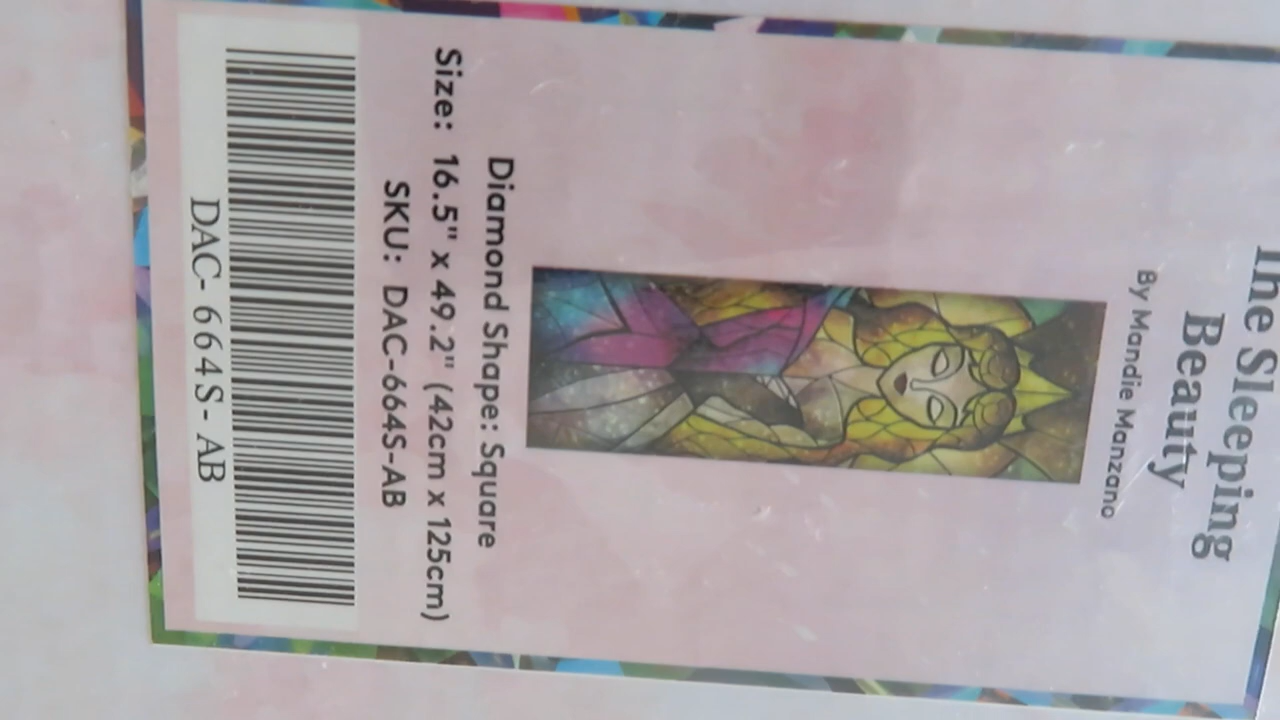 The Sleeping
Beauty
By Mandie Manzano
Diamond Shape: Square
Size: 16.5" x 49.2" (42cm x 125cm)
SKU: DAC-664S-AB
DAC- 664S- AB